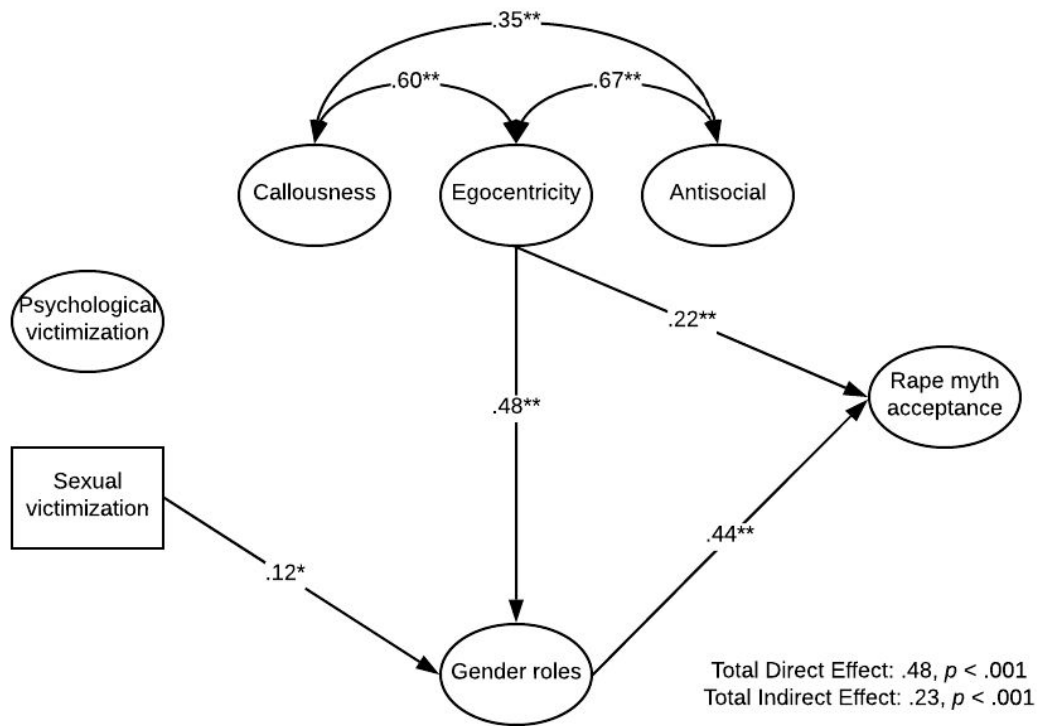 .35**
.60**
.67**
Callousness
Egocentricity
Antisocial
Psychological
victimization
.22**
Rape myth
acceptance
.48**
Sexual
victimization
.44**
.12*
Gender roles
Total Direct Effect: .48, p < .001
Total Indirect Effect: .23, p < .001